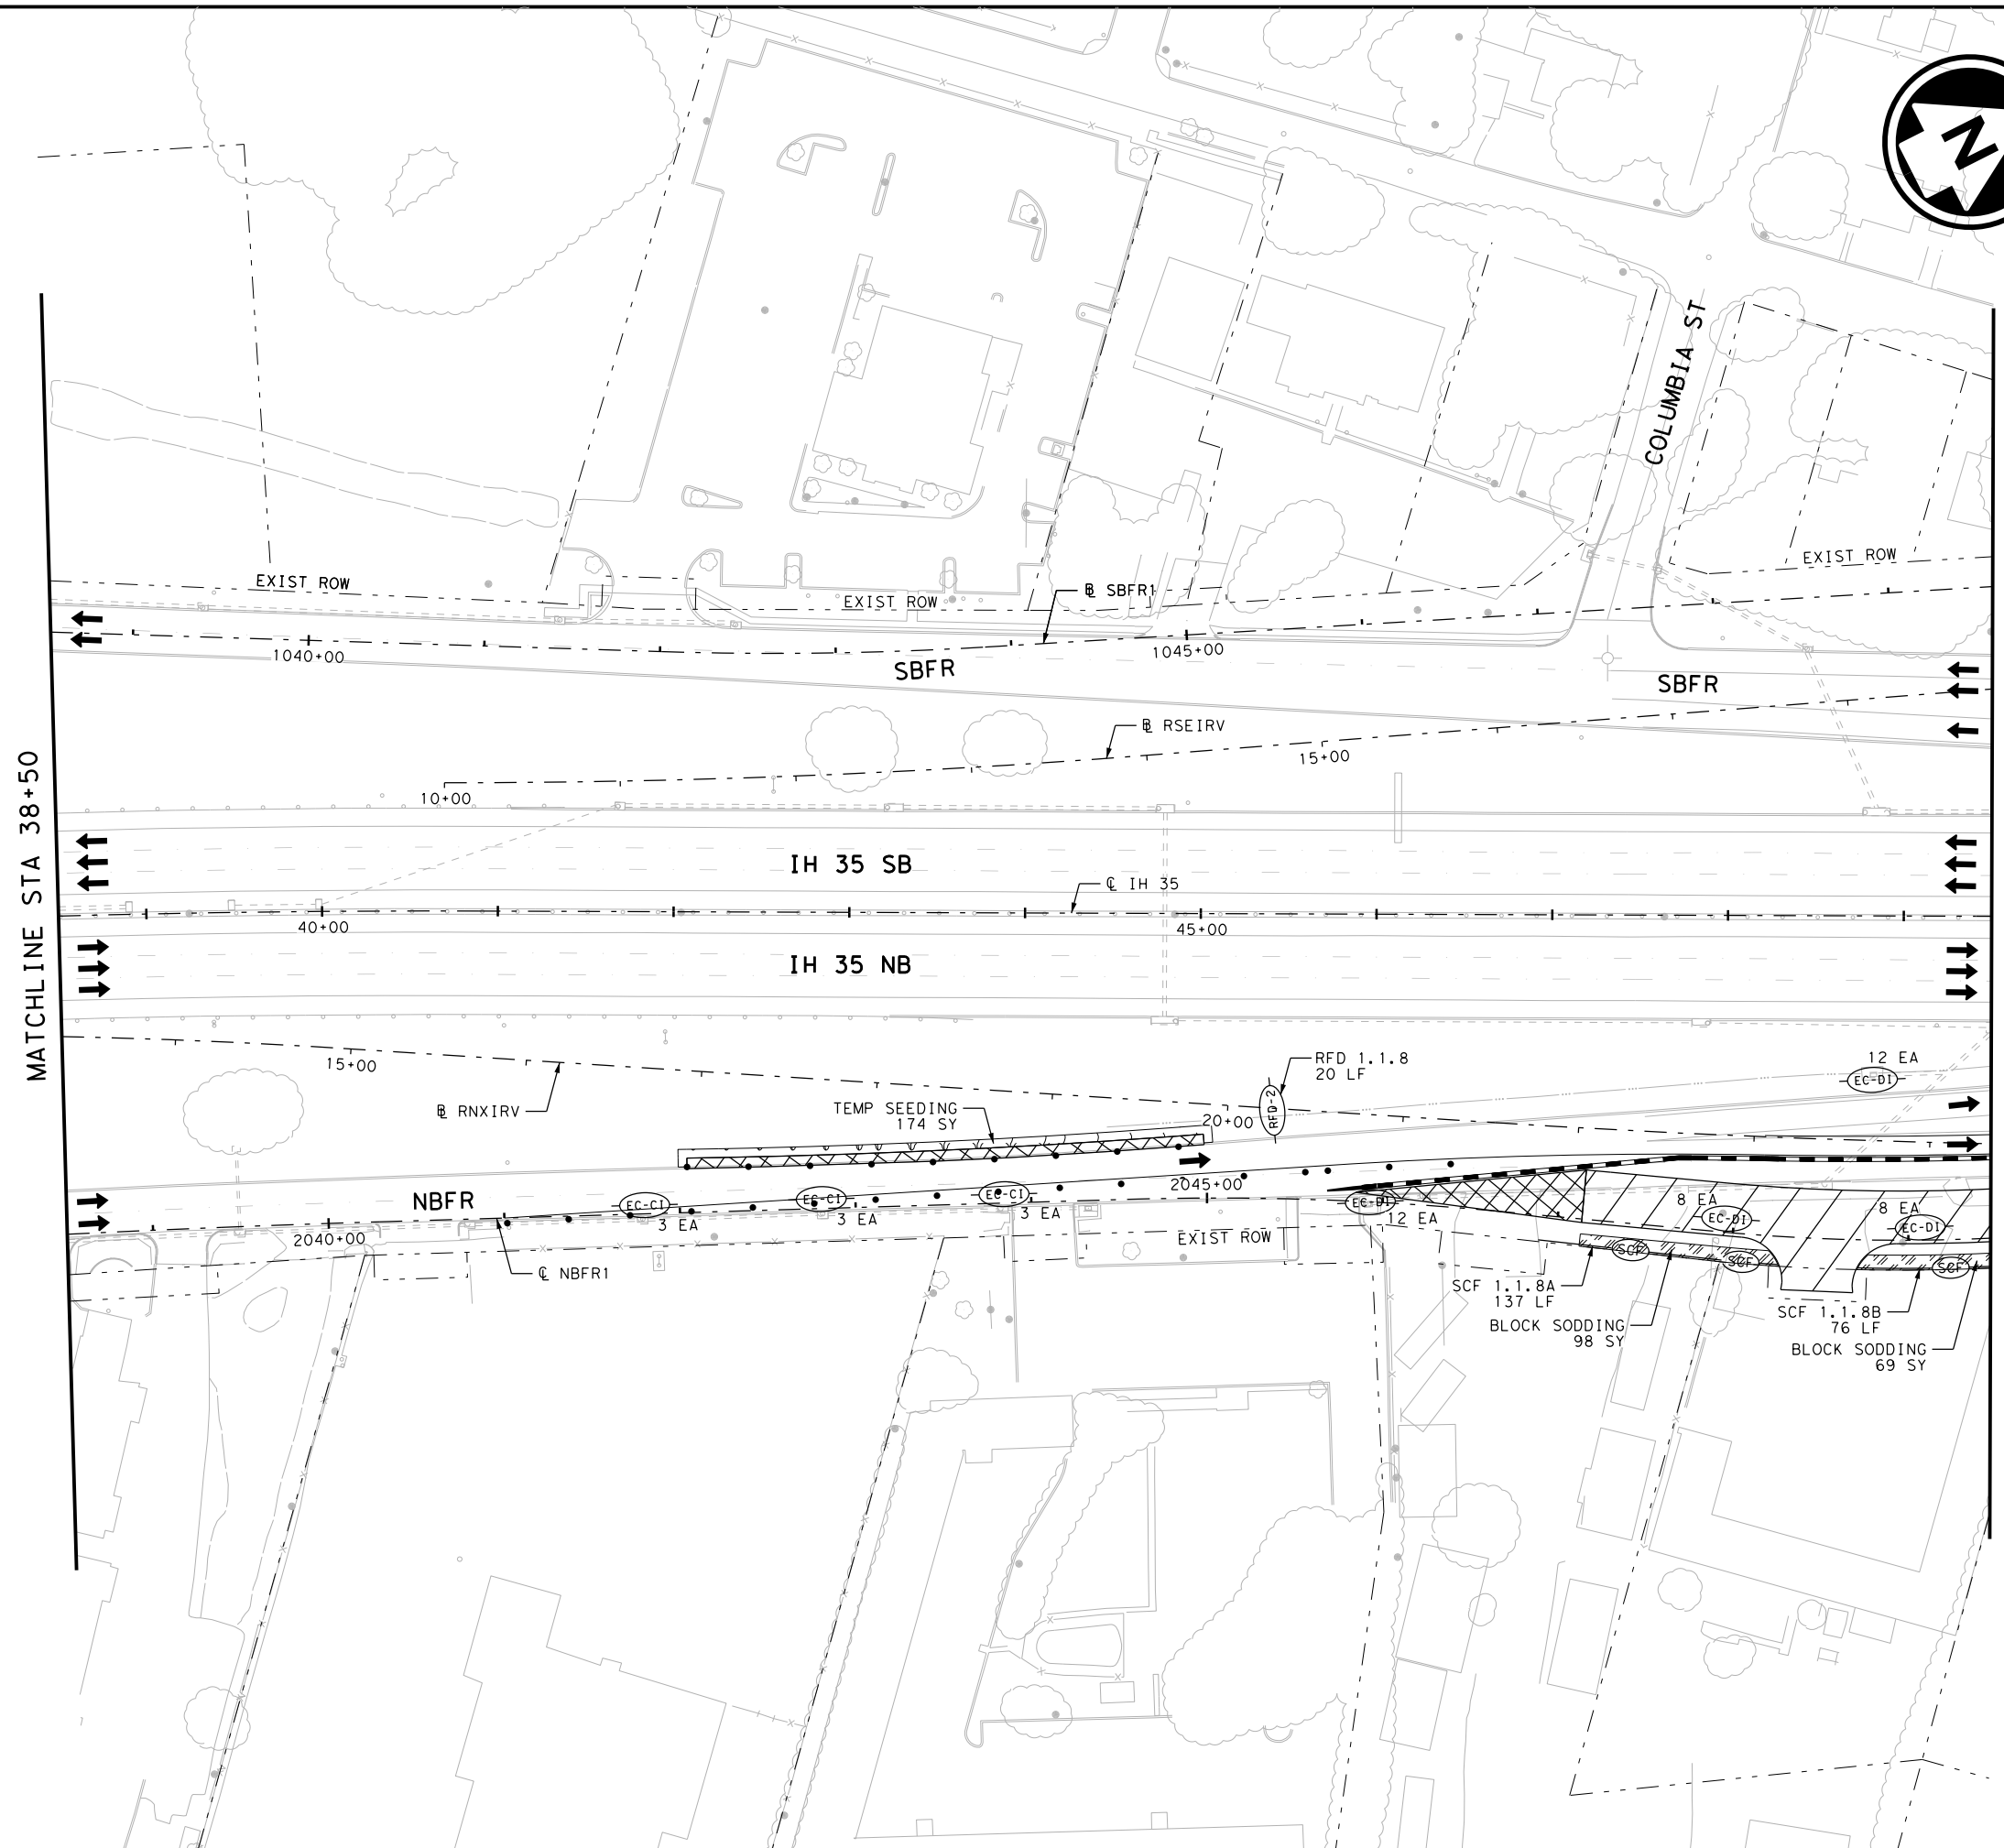 N
COLUMBIA ST
EXIST ROW
EXIST ROW
EXIST ROW
℄ SBFR1
1040+00
1045+00
SBFR
SBFR
℄ RSEIRV
15+00
10+00
MATCHLINE STA 38+50
IH 35 SB
℄ IH 35
40+00
45+00
IH 35 NB
15+00
RFD 1.1.8
20 LF
12 EA
EC-DI
℄ RNXIRV
TEMP SEEDING
174 SY
RFD-2
20+00
NBFR
EC-CI
3 EA
EC-CI
3 EA
EC-CI
3 EA
2045+00
EC-DI
12 EA
8 EA
EC-DI
8 EA
EC-DI
2040+00
EXIST ROW
℄ NBFR1
SCF
SCF
SCF
SCF 1.1.8A
137 LF
BLOCK SODDING
98 SY
SCF 1.1.8B
76 LF
BLOCK SODDING
69 SY